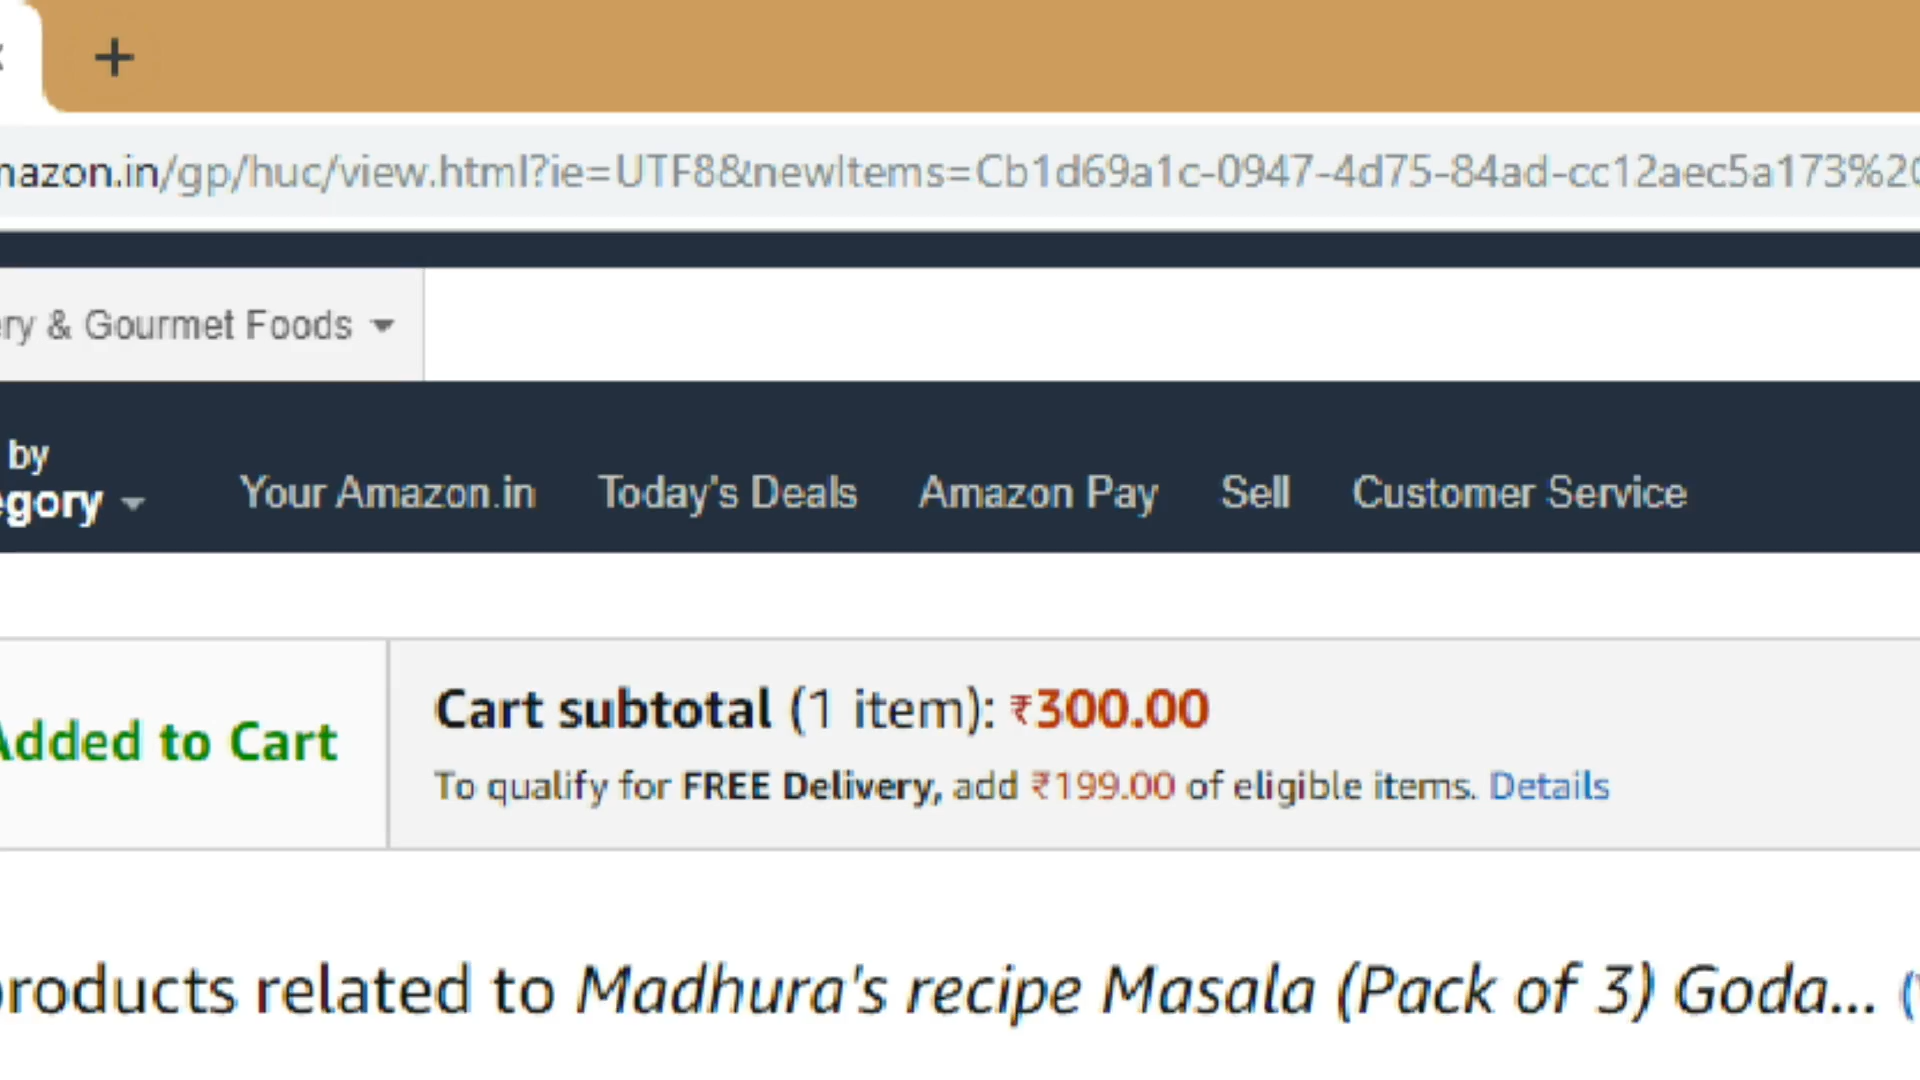 mazon.in/gp/huc/view.html?ie=UTF8&newItems=Cb1d69a1c-0947-4d75-84ad-cc12aec5a173%2
ry & Gourmet Foods
by
egory
Your Amazon.in Today's Deals Amazon Pay Sell Customer Service
Added to Cart
Cart subtotal (1 item): ₹300.00
To qualify for FREE Delivery, add ₹199.00 of eligible items. Details
products related to Madhura's recipe Masala (Pack of 3) Goda... (